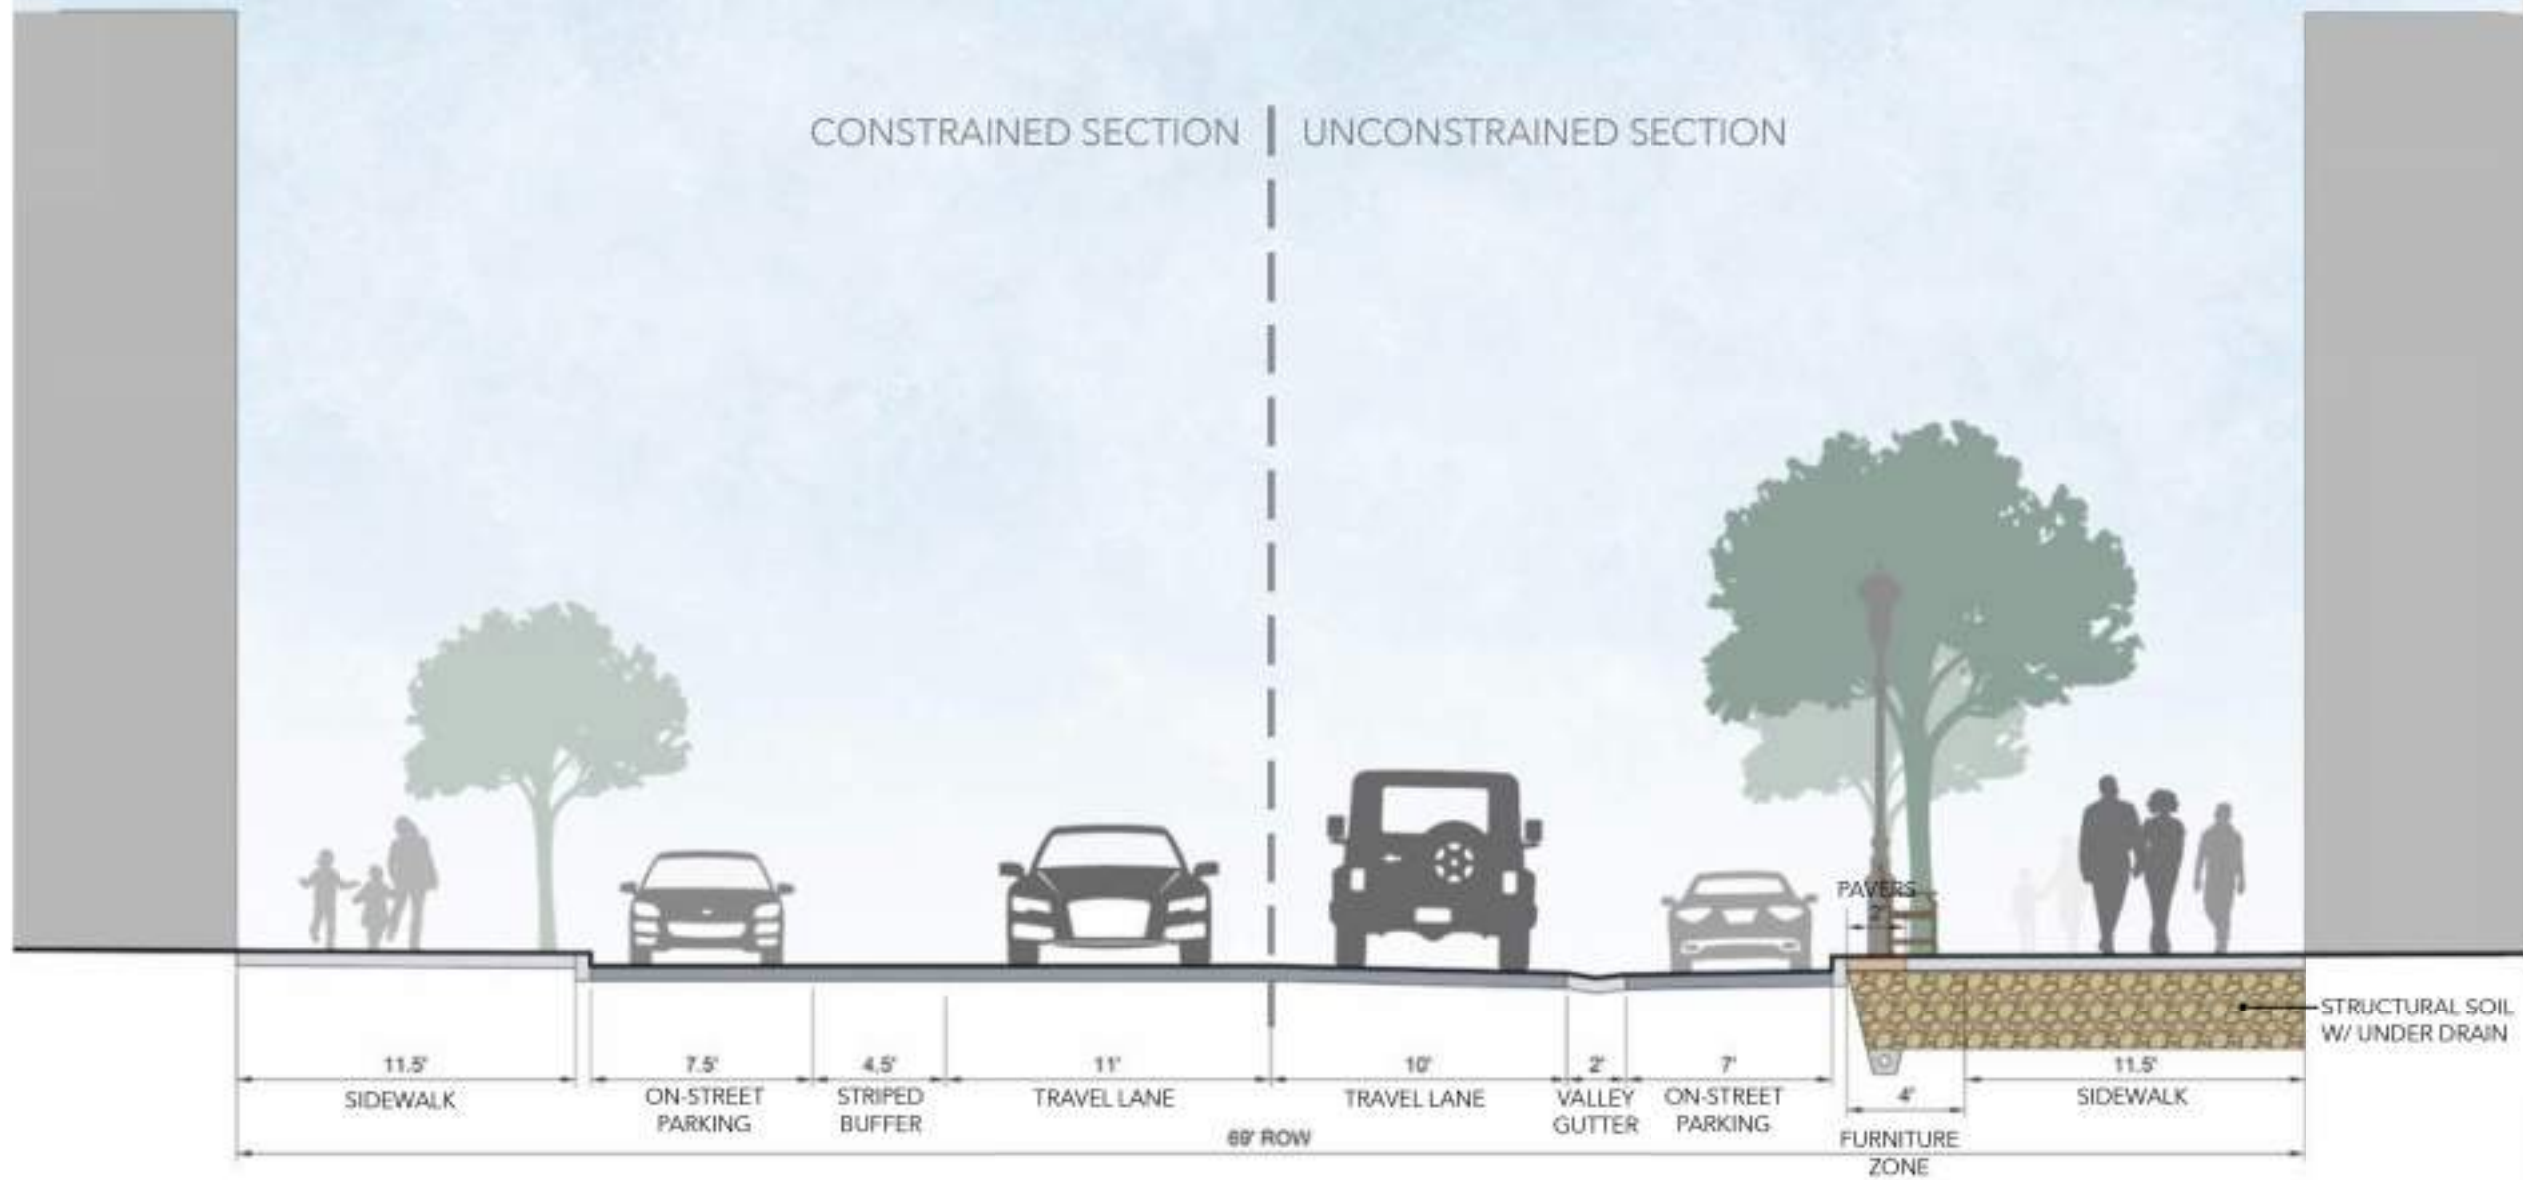 CONSTRAINED SECTION
UNCONSTRAINED SECTION
PAVERS
2'
STRUCTURAL SOIL
W/ UNDER DRAIN
11.5'
SIDEWALK
7.5'
ON-STREET
PARKING
4.5'
STRIPED
BUFFER
11'
TRAVEL LANE
10'
TRAVEL LANE
2'
VALLEY
GUTTER
7'
ON-STREET
PARKING
4'
FURNITURE
ZONE
11.5'
SIDEWALK
69' ROW